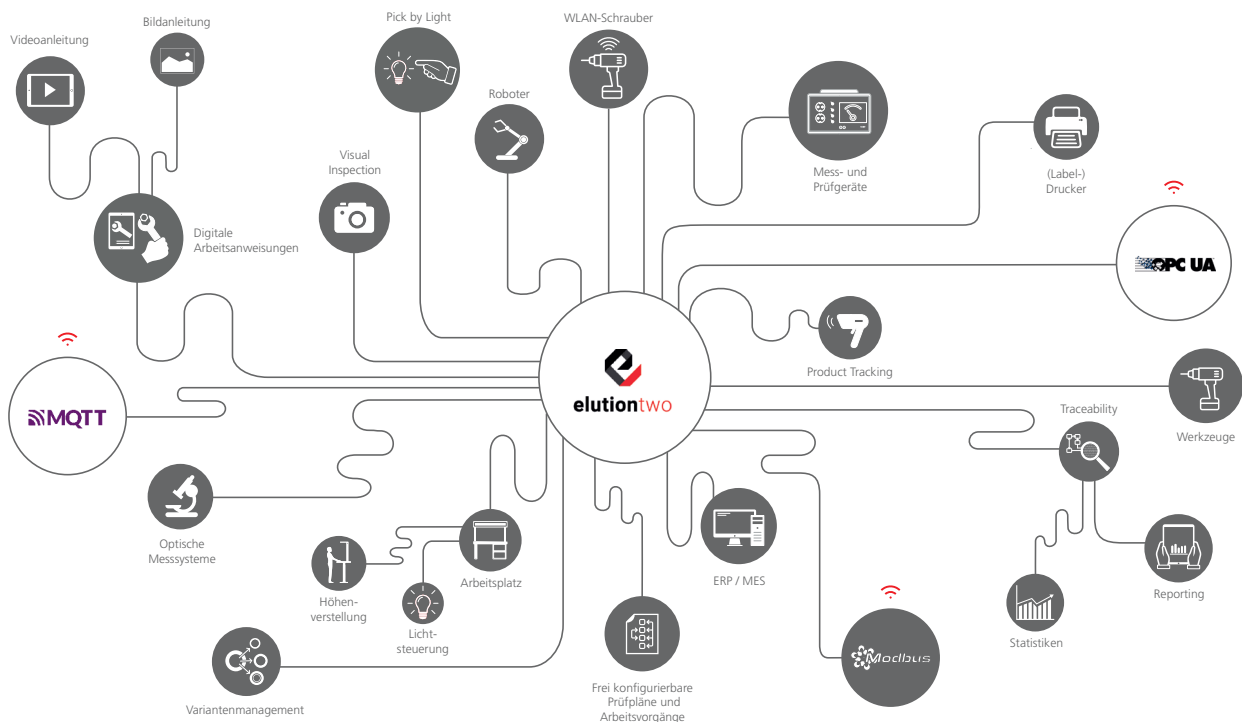 Pick by Light
WLAN-Schrauber
Bildanleitung
Videoanleitung
Roboter
Visual
Inspection
Mess- und
Prüfgeräte
(Label-)
Drucker
Digitale
Arbeitsanweisungen
OPC UA
Product Tracking
elutiontwo
MQTT
Traceability
Werkzeuge
Optische
Messsysteme
Arbeitsplatz
ERP / MES
Höhen-
verstellung
Licht-
steuerung
Reporting
Statistiken
Modbus
Variantenmanagement
Frei konfigurierbare
Prüfpläne und
Arbeitsvorgänge